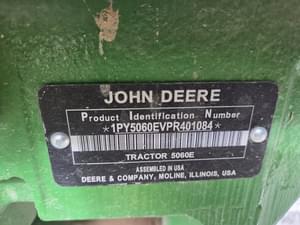 JOHN DEERE
Product Identification Number
*1PY5060EVPR401084*
TRACTOR 5060E
ASSEMBLED IN USA
DEERE & COMPANY, MOLINE, ILLINOIS, USA